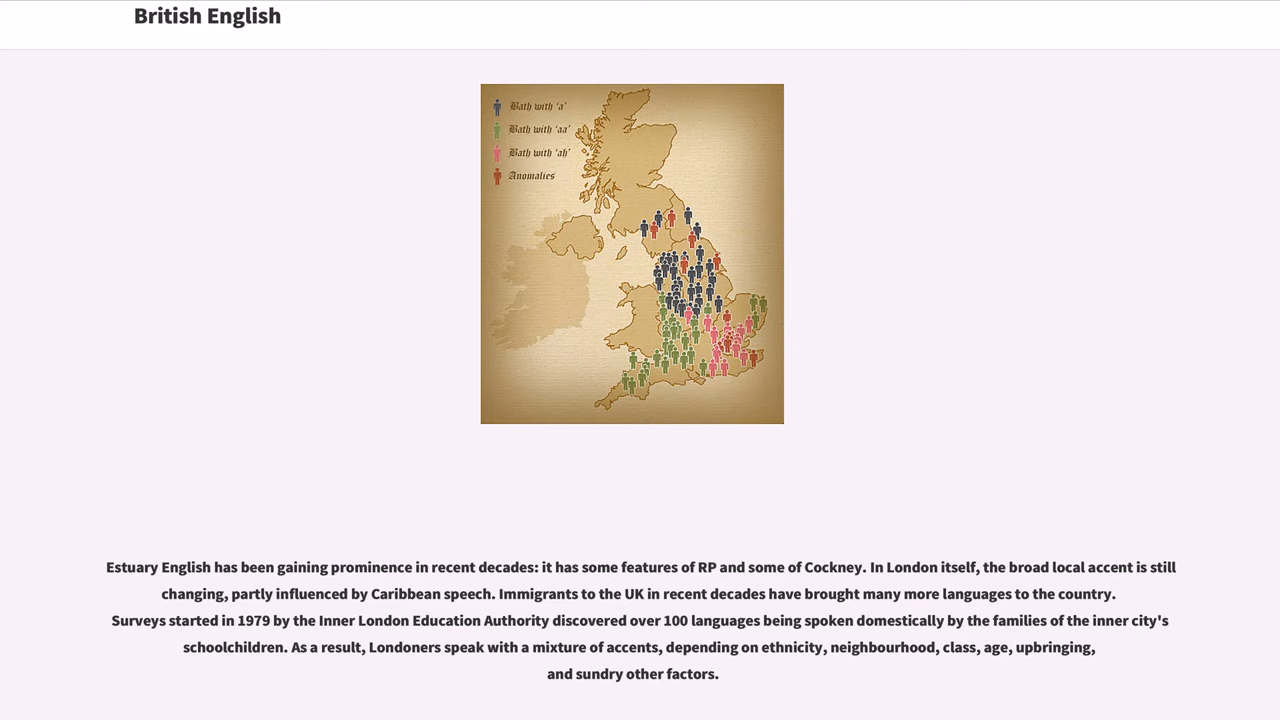 British English
Bath with 'a'
Bath with 'aa'
Bath with 'ah'
Anomalies
Estuary English has been gaining prominence in recent decades: it has some features of RP and some of Cockney. In London itself, the broad local accent is still
changing, partly influenced by Caribbean speech. Immigrants to the UK in recent decades have brought many more languages to the country.
Surveys started in 1979 by the Inner London Education Authority discovered over 100 languages being spoken domestically by the families of the inner city's
schoolchildren. As a result, Londoners speak with a mixture of accents, depending on ethnicity, neighbourhood, class, age, upbringing,
and sundry other factors.